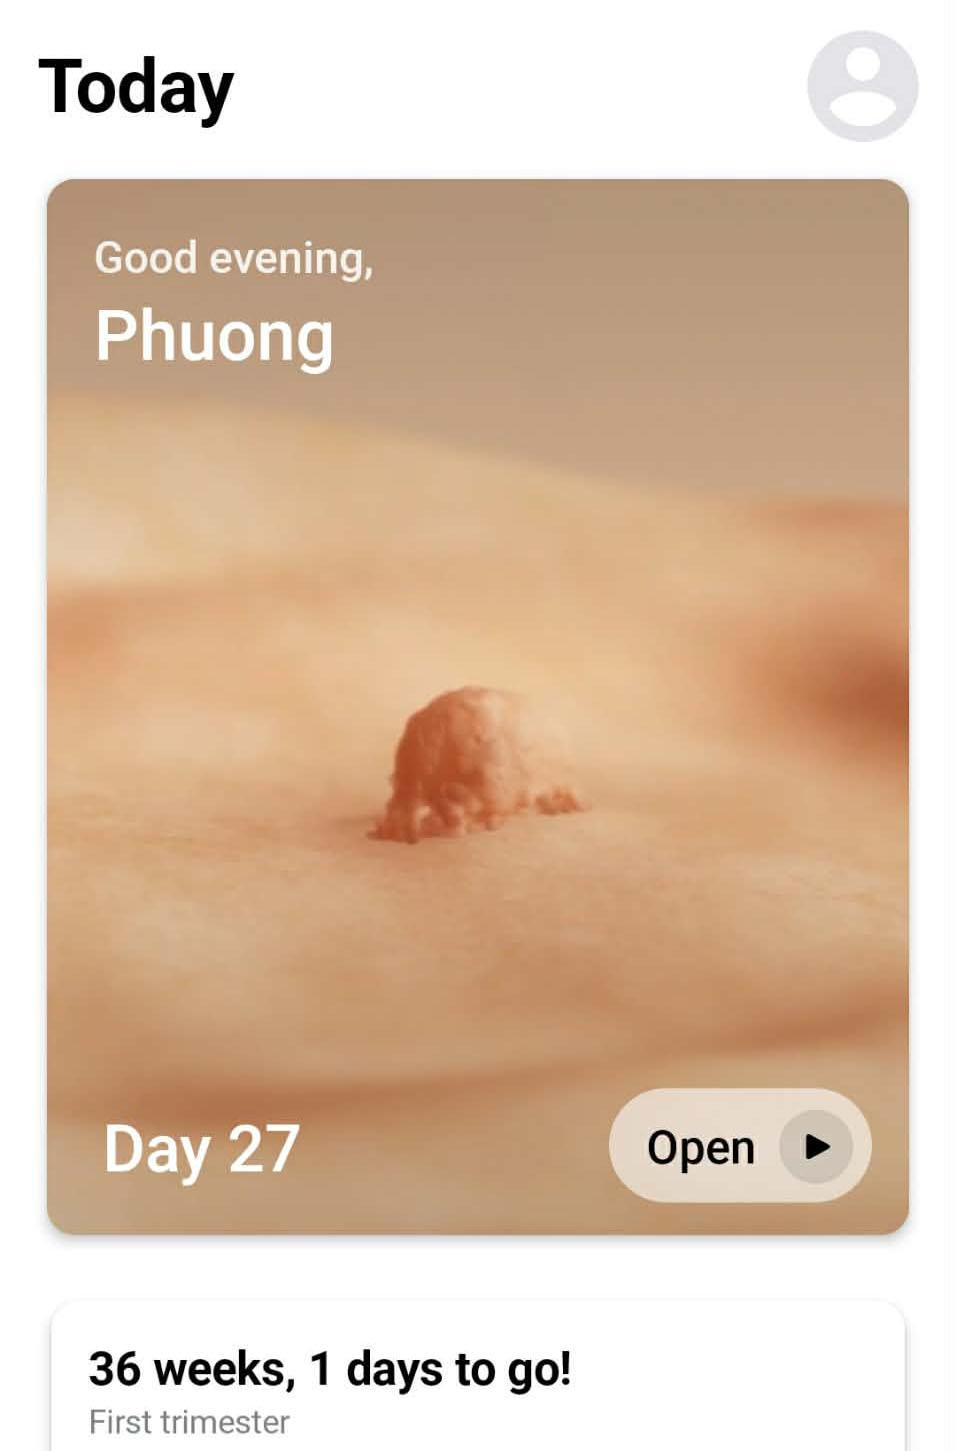 Today
Good evening,
Phuong
Day 27
Open
36 weeks, 1 days to go!
First trimester